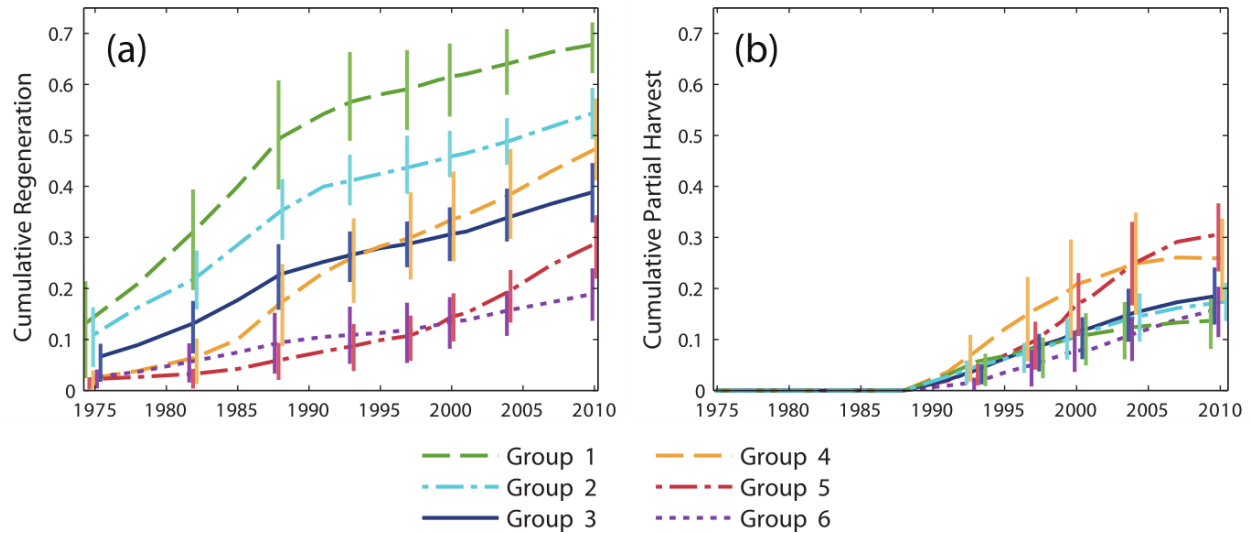 (a)
Cumulative Regeneration
0.7
0.6
0.5
0.4
0.3
0.2
0.1
0
1975 1980 1985 1990 1995 2000 2005 2010
(b)
Cumulative Partial Harvest
0.7
0.6
0.5
0.4
0.3
0.2
0.1
0
1975 1980 1985 1990 1995 2000 2005 2010
Group 1
Group 2
Group 3
Group 4
Group 5
Group 6